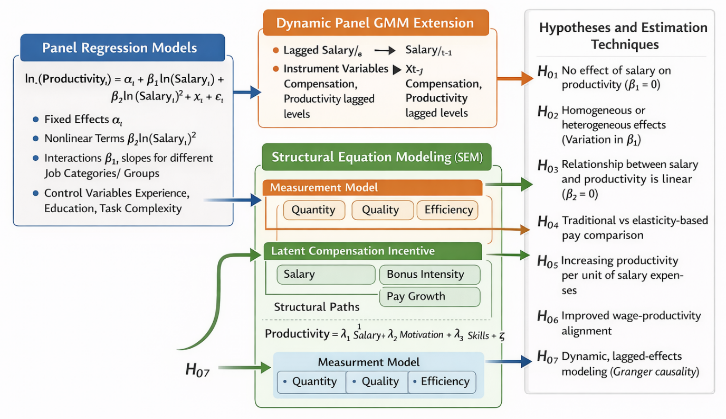 Panel Regression Models
ln,(Productivityᵢ) = αᵢ + β₁ ln(Salaryᵢ) +
β₂ln(Salaryᵢ)² + xᵢ + ϵᵢ
• Fixed Effects αᵢ
• Nonlinear Terms β₂ln(Salaryᵢ)²
• Interactions β₁, slopes for different
Job Categories/ Groups
• Control Variables Experience,
Education, Task Complexity
Dynamic Panel GMM Extension
• Lagged Salary/ₑ → Salary/ₜ₋₁
• Instrument Variables ▶ Xt-J
Compensation,
Productivity lagged
levels
Compensation,
Productivity
lagged levels
Structural Equation Modeling (SEM)
Measurement Model
Quantity Quality Efficiency
Latent Compensation Incentive
Salary Bonus Intensity
Pay Growth
Structural Paths
Productivity = λ₁ 1 Salary+ λ₂ Motivation + λ₃ Skills + ζ
Measurment Model
• Quantity • Quality • Efficiency
H₀₇
Hypotheses and Estimation
Techniques
H₀₁ No effect of salary on
productivity (β₁ = 0)
H₀₂ Homogeneous or
heterogeneous effects
(Variation in β₁)
H₀₃ Relationship between salary
and productivity is linear
(β₂ = 0)
H₀₄ Traditional vs elasticity-based
pay comparison
H₀₅ Increasing productivity
per unit of salary expen-
ses
H₀₆ Improved wage-productivity
alignment
H₀₇ Dynamic, lagged-effects
modeling (Granger causality)